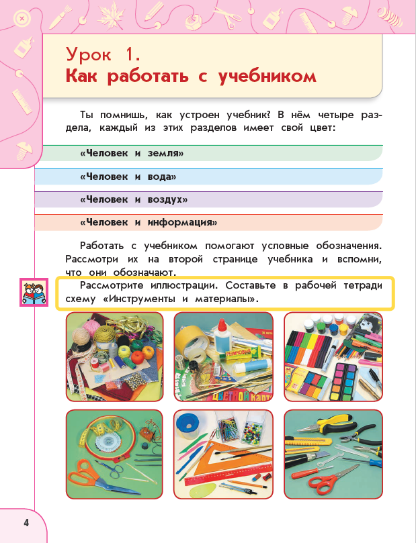 Урок 1.
Как работать с учебником
Ты помнишь, как устроен учебник? В нём четыре раз-
дела, каждый из этих разделов имеет свой цвет:
«Человек и земля»
«Человек и вода»
«Человек и воздух»
«Человек и информация»
Работать с учебником помогают условные обозначения.
Рассмотри их на второй странице учебника и вспомни,
что они обозначают.
Рассмотрите иллюстрации. Составьте в рабочей тетради
схему «Инструменты и материалы».
4